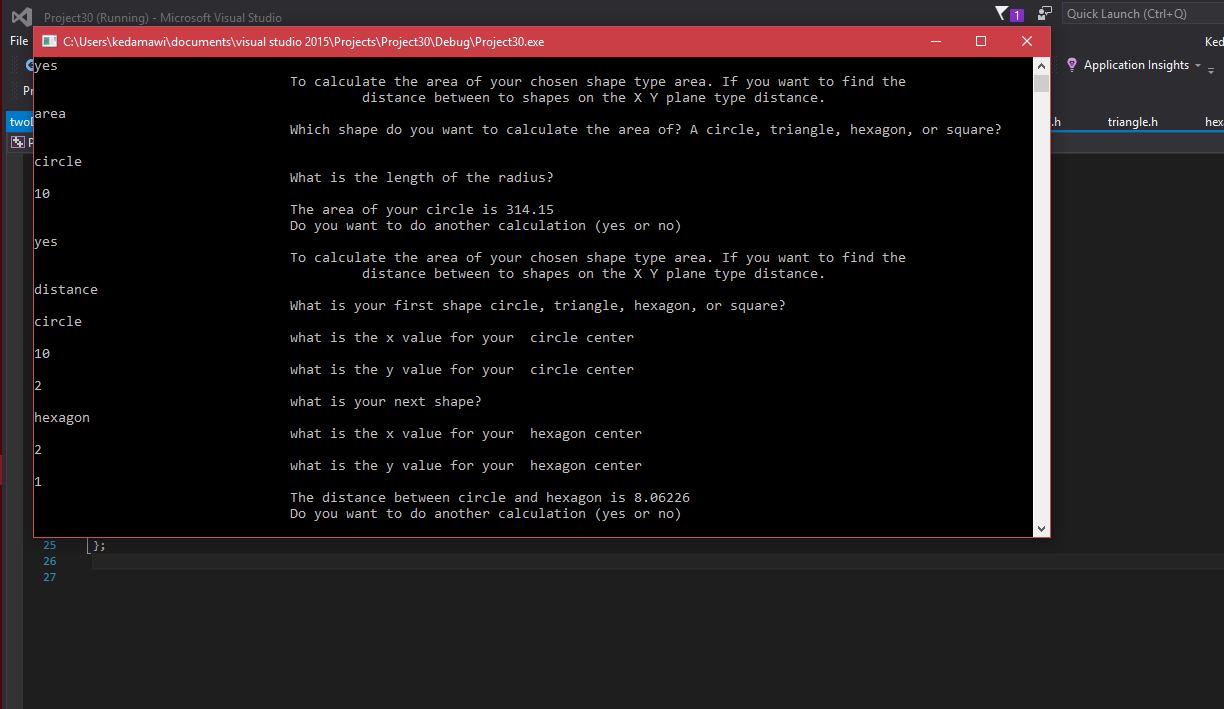 Project30 (Running) - Microsoft Visual Studio
1
Quick Launch (Ctrl+Q)
File
C:\Users\kedamawi\documents\visual studio 2015\Projects\Project30\Debug\Project30.exe
Ked
Application Insights
yes
To calculate the area of your chosen shape type area. If you want to find the
distance between to shapes on the X Y plane type distance.
area
Which shape do you want to calculate the area of? A circle, triangle, hexagon, or square?
.h
triangle.h
hex
circle
What is the length of the radius?
10
The area of your circle is 314.15
Do you want to do another calculation (yes or no)
yes
To calculate the area of your chosen shape type area. If you want to find the
distance between to shapes on the X Y plane type distance.
distance
What is your first shape circle, triangle, hexagon, or square?
circle
what is the x value for your  circle center
10
what is the y value for your  circle center
2
what is your next shape?
hexagon
what is the x value for your  hexagon center
2
what is the y value for your  hexagon center
1
The distance between circle and hexagon is 8.06226
Do you want to do another calculation (yes or no)
25 };
26
27